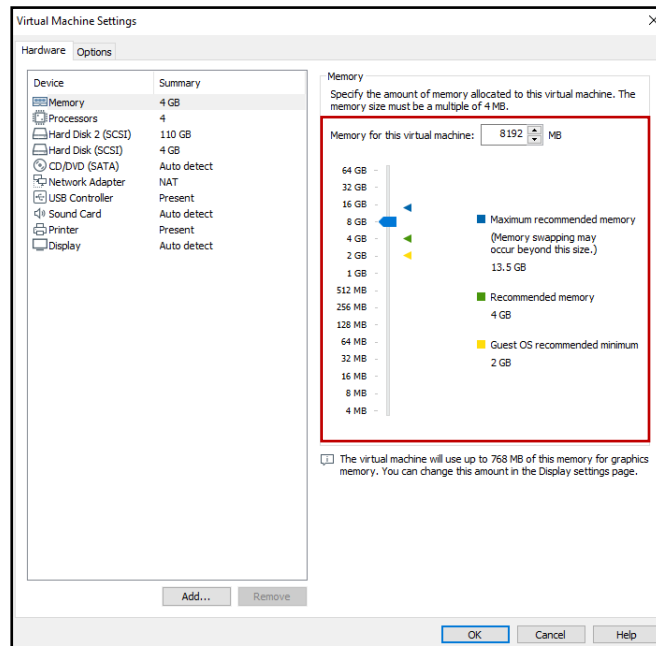 Virtual Machine Settings
Hardware Options
Device Summary
Memory 4 GB
Processors 4
Hard Disk 2 (SCSI) 110 GB
Hard Disk (SCSI) 4 GB
CD/DVD (SATA) Auto detect
Network Adapter NAT
USB Controller Present
Sound Card Auto detect
Printer Present
Display Auto detect
Add... Remove
Memory
Specify the amount of memory allocated to this virtual machine. The
memory size must be a multiple of 4 MB.
Memory for this virtual machine: 8192 MB
64 GB
32 GB
16 GB
8 GB
4 GB
2 GB
1 GB
512 MB
256 MB
128 MB
64 MB
32 MB
16 MB
8 MB
4 MB
Maximum recommended memory
(Memory swapping may
occur beyond this size.)
13.5 GB
Recommended memory
4 GB
Guest OS recommended minimum
2 GB
The virtual machine will use up to 768 MB of this memory for graphics
memory. You can change this amount in the Display settings page.
OK Cancel Help